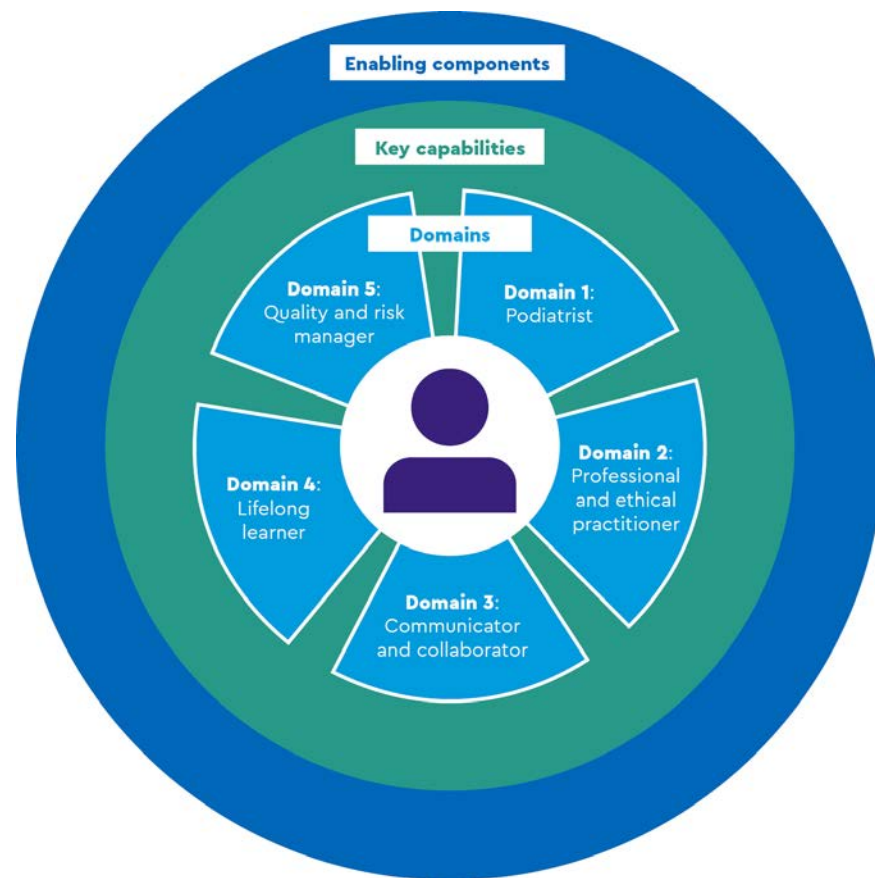 Enabling components
Key capabilities
Domains
Domain 5:
Quality and risk
manager
Domain 1:
Podiatrist
Domain 2:
Professional
and ethical
practitioner
Domain 4:
Lifelong
learner
Domain 3:
Communicator
and collaborator